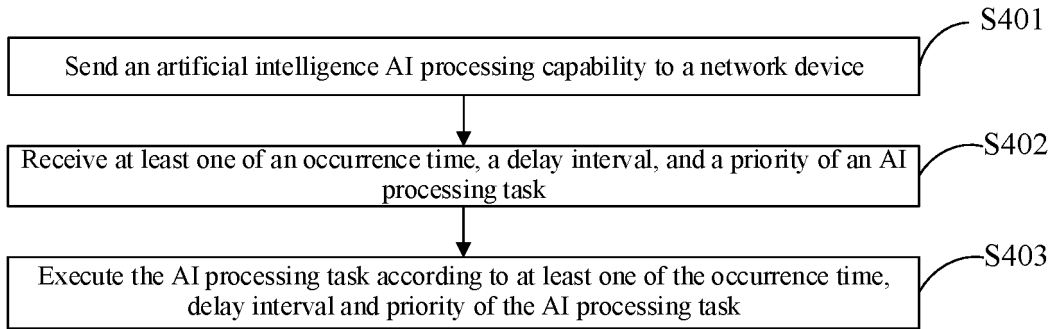 S401
Send an artificial intelligence AI processing capability to a network device
S402
Receive at least one of an occurrence time, a delay interval, and a priority of an AI
processing task
S403
Execute the AI processing task according to at least one of the occurrence time,
delay interval and priority of the AI processing task